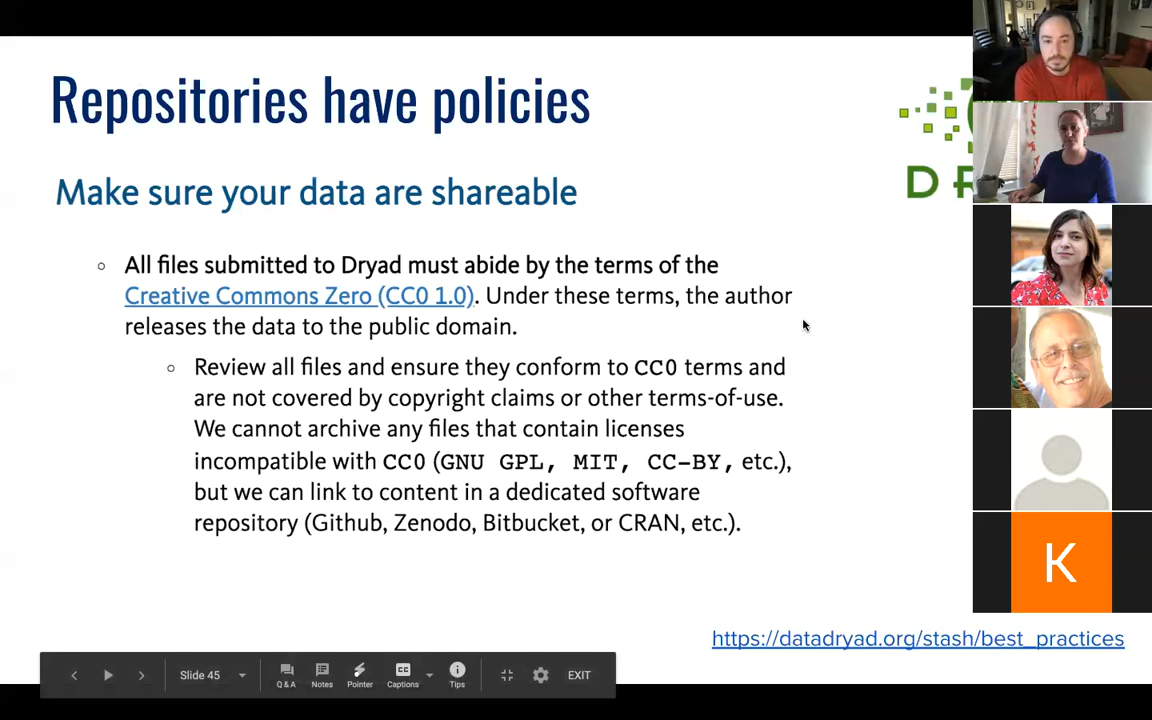 Repositories have policies
Make sure your data are shareable
All files submitted to Dryad must abide by the terms of the
Creative Commons Zero (CC0 1.0). Under these terms, the author
releases the data to the public domain.
Review all files and ensure they conform to CC0 terms and
are not covered by copyright claims or other terms-of-use.
We cannot archive any files that contain licenses
incompatible with CC0 (GNU GPL, MIT, CC-BY, etc.),
but we can link to content in a dedicated software
repository (Github, Zenodo, Bitbucket, or CRAN, etc.).
https://datadryad.org/stash/best_practices
K
Slide 45
Q & A
Notes
Pointer
CC
Captions
Tips
EXIT